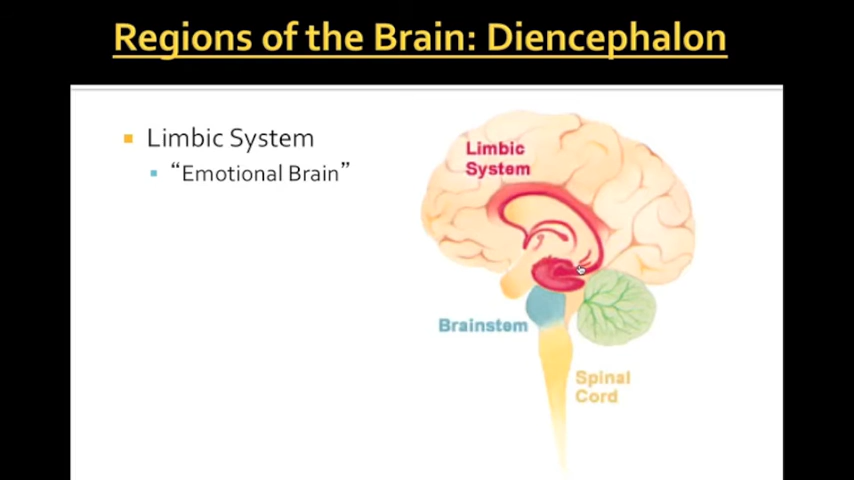 Regions of the Brain: Diencephalon
Limbic System
“Emotional Brain”
Limbic
System
Brainstem
Spinal
Cord